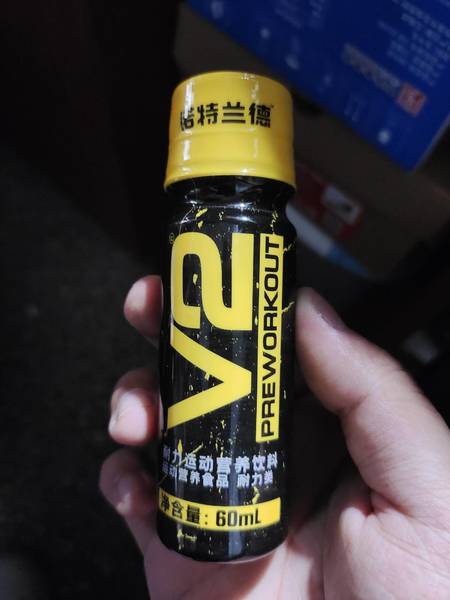 诺特兰德
V2
PREWORKOUT
耐力运动营养饮料
运动营养食品 耐力类
净含量：60mL